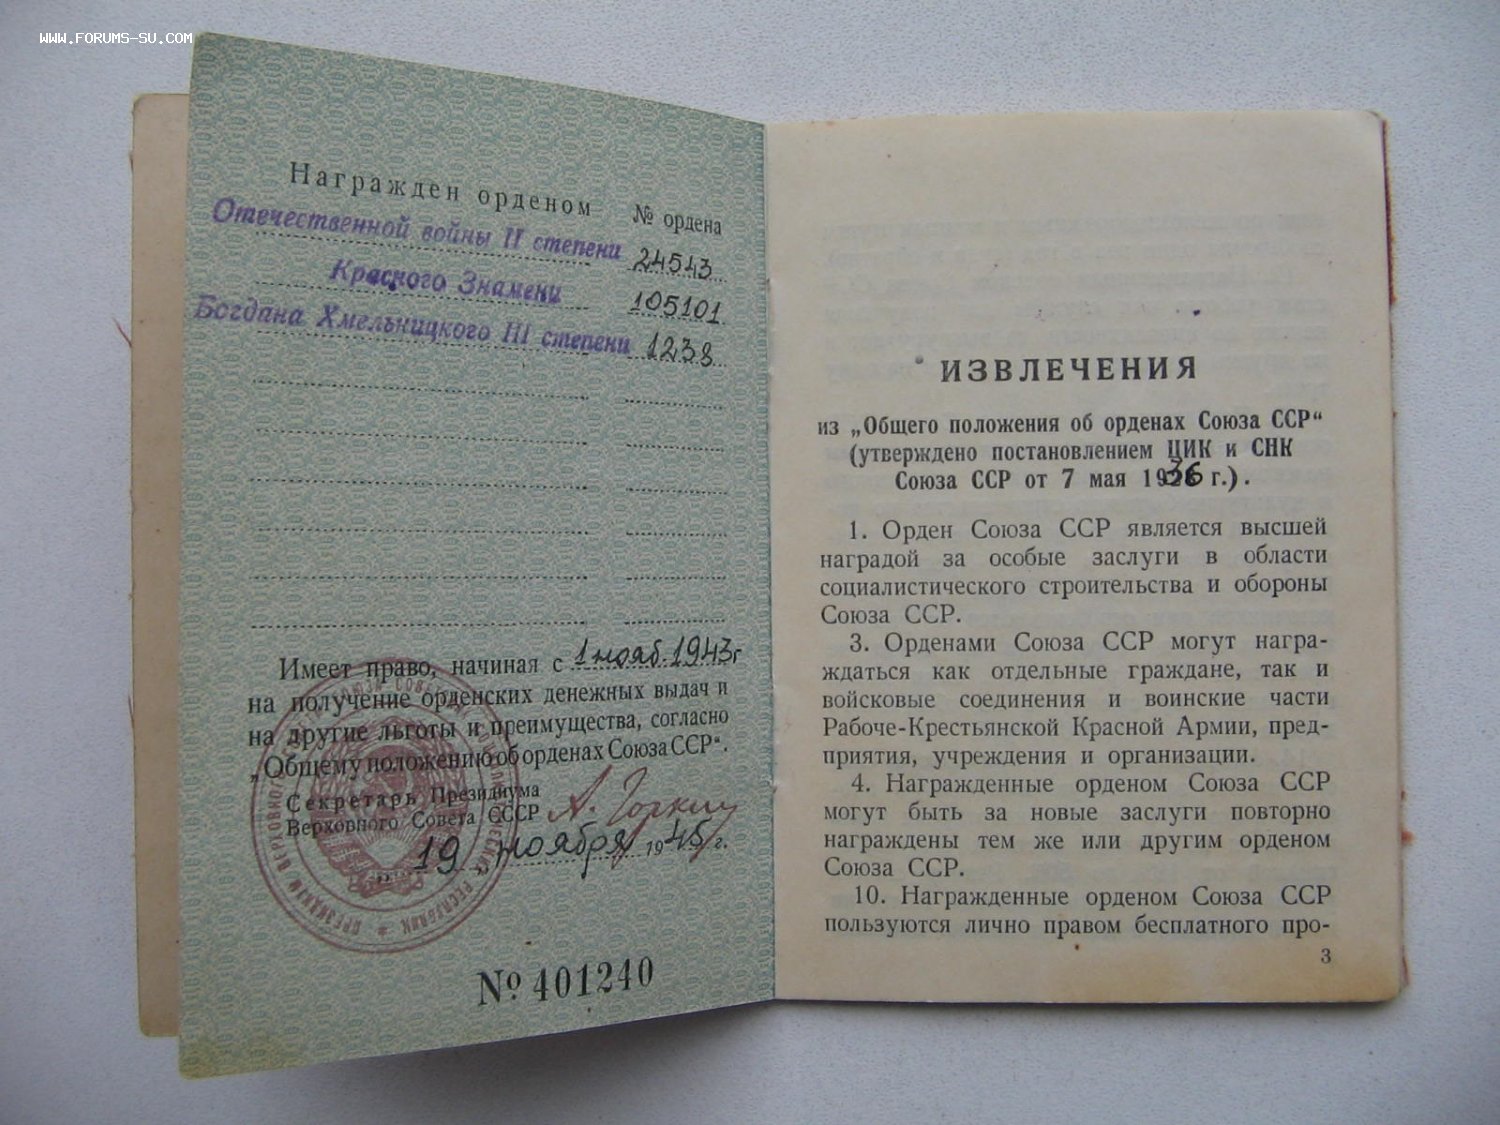 WWW.FORUMS-SU.COM
Награжден орденом № ордена
Отечественной войны II степени 24543
Красного Знамени 105101
Богдана Хмельницкого III степени 1238
Имеет право, начиная с 1 нояб. 1943 г
на получение орденских денежных выдач и
на другие льготы и преимущества, согласно
„Общему положению об орденах Союза ССР“.
Секретарь Президиума
Верховного Совета СССР А. Горкин
„19„ ноября 1945 г.
№ 401240
ИЗВЛЕЧЕНИЯ
из „Общего положения об орденах Союза ССР“
(утверждено постановлением ЦИК и СНК
Союза ССР от 7 мая 1936 г.).
1. Орден Союза ССР является высшей
наградой за особые заслуги в области
социалистического строительства и обороны
Союза ССР.
3. Орденами Союза ССР могут награ-
ждаться как отдельные граждане, так и
войсковые соединения и воинские части
Рабоче-Крестьянской Красной Армии, пред-
приятия, учреждения и организации.
4. Награжденные орденом Союза ССР
могут быть за новые заслуги повторно
награждены тем же или другим орденом
Союза ССР.
10. Награжденные орденом Союза ССР
пользуются лично правом бесплатного про-
3